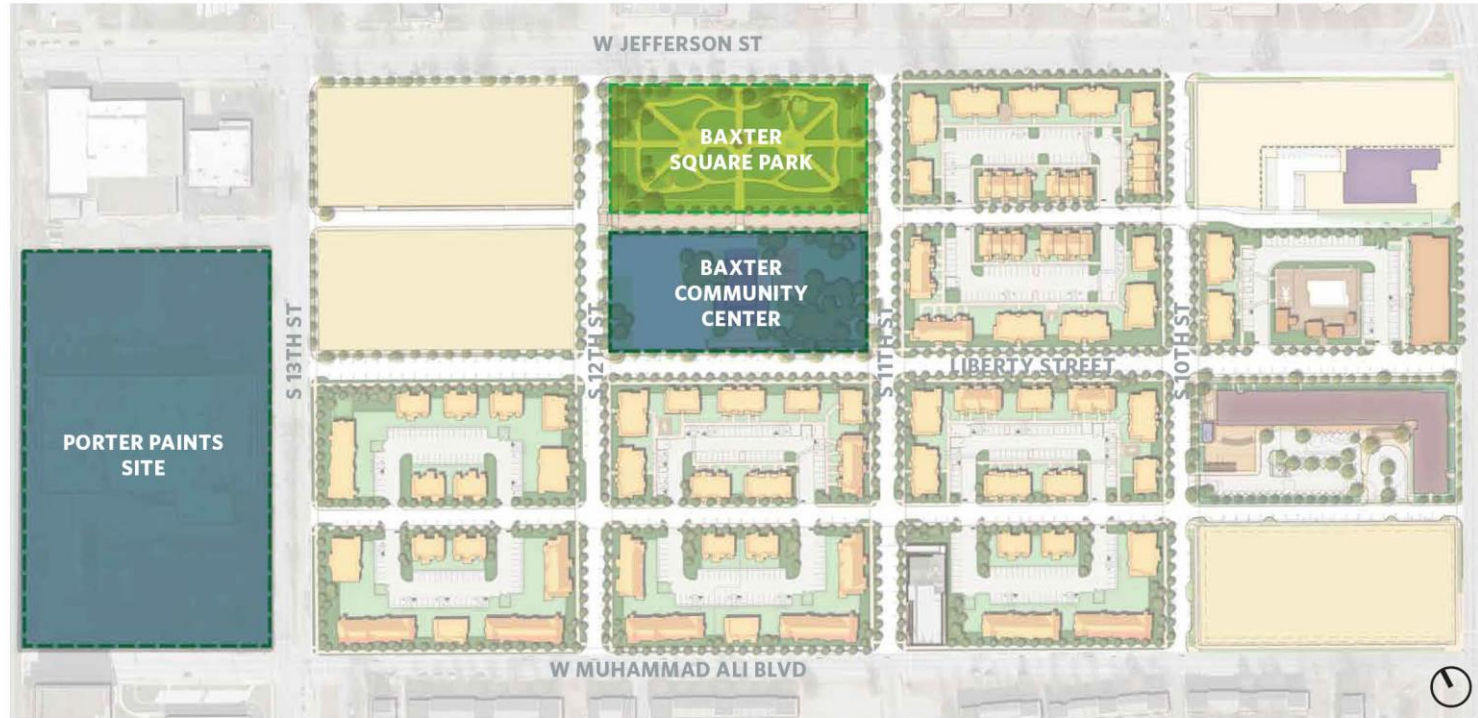 W JEFFERSON ST
BAXTER
SQUARE PARK
BAXTER
COMMUNITY
CENTER
S 13TH ST
S 12TH ST
S 11TH ST
S 10TH ST
LIBERTY STREET
PORTER PAINTS
SITE
W MUHAMMAD ALI BLVD